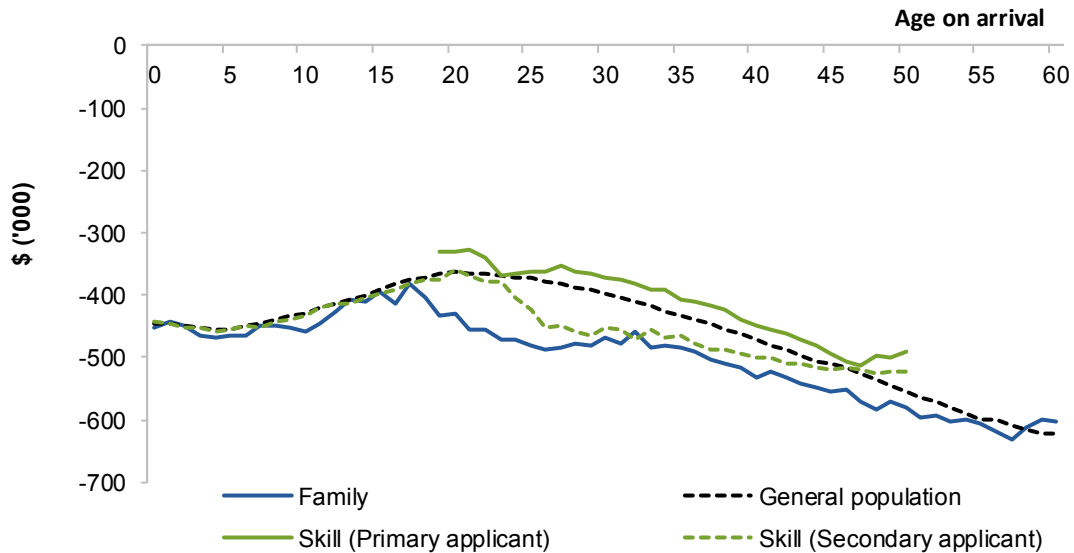 Age on arrival
0
0 5 10 15 20 25 30 35 40 45 50 55 60
-100
-200
-300
-400
-500
-600
-700
$ ('000)
Family
General population
Skill (Primary applicant)
Skill (Secondary applicant)